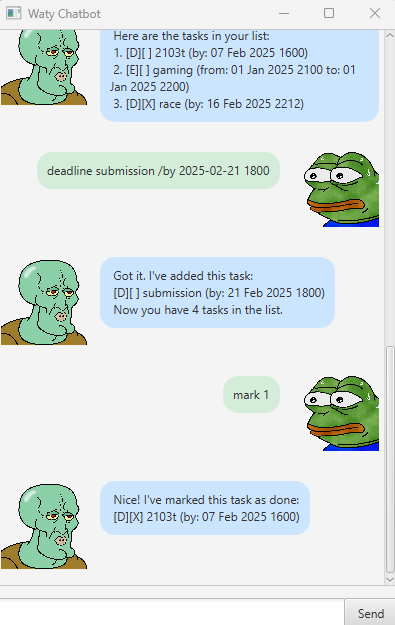 Waty Chatbot
Here are the tasks in your list:
1. [D][ ] 2103t (by: 07 Feb 2025 1600)
2. [E][ ] gaming (from: 01 Jan 2025 2100 to: 01
Jan 2025 2200)
3. [D][X] race (by: 16 Feb 2025 2212)
deadline submission /by 2025-02-21 1800
Got it. I've added this task:
[D][ ] submission (by: 21 Feb 2025 1800)
Now you have 4 tasks in the list.
mark 1
Nice! I've marked this task as done:
[D][X] 2103t (by: 07 Feb 2025 1600)
Send